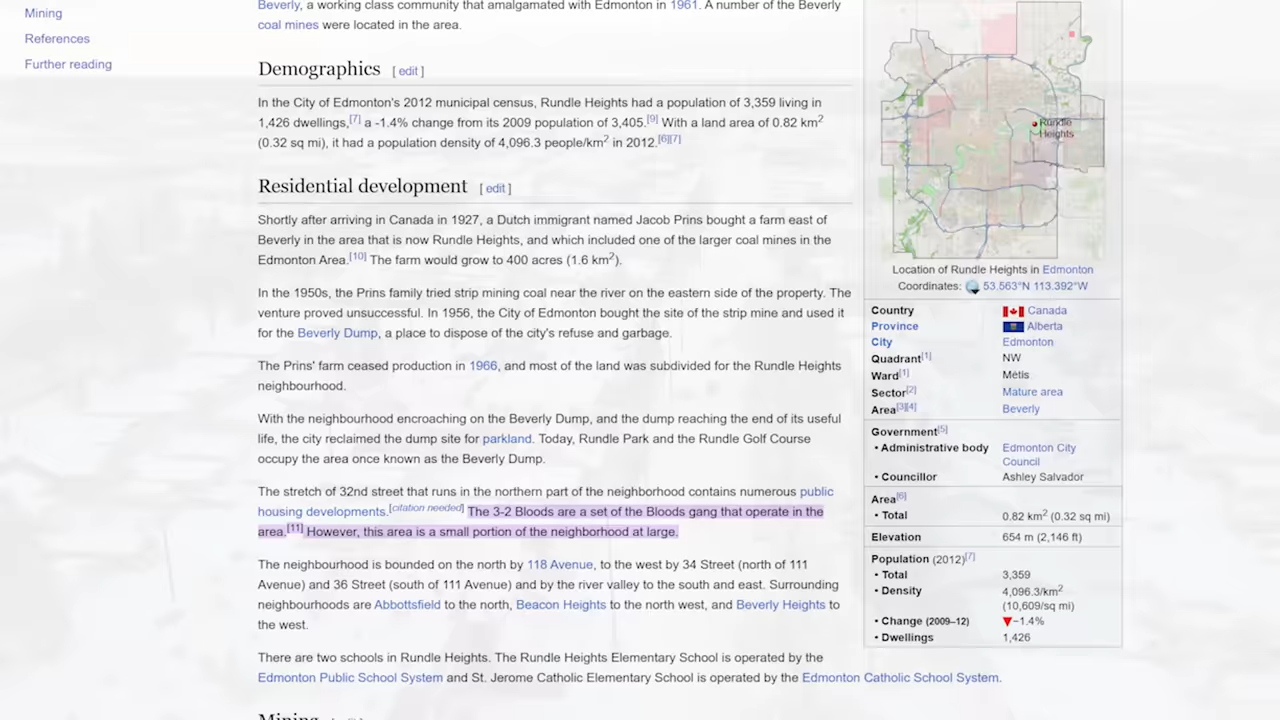 Mining
References
Further reading
Beverly, a working class community that amalgamated with Edmonton in 1961. A number of the Beverly
coal mines were located in the area.
Demographics [ edit ]
In the City of Edmonton's 2012 municipal census, Rundle Heights had a population of 3,359 living in
1,426 dwellings,[7] a -1.4% change from its 2009 population of 3,405.[9] With a land area of 0.82 km2
(0.32 sq mi), it had a population density of 4,096.3 people/km2 in 2012.[6][7]
Residential development [ edit ]
Shortly after arriving in Canada in 1927, a Dutch immigrant named Jacob Prins bought a farm east of
Beverly in the area that is now Rundle Heights, and which included one of the larger coal mines in the
Edmonton Area.[10] The farm would grow to 400 acres (1.6 km2).
In the 1950s, the Prins family tried strip mining coal near the river on the eastern side of the property. The
venture proved unsuccessful. In 1956, the City of Edmonton bought the site of the strip mine and used it
for the Beverly Dump, a place to dispose of the city's refuse and garbage.
The Prins' farm ceased production in 1966, and most of the land was subdivided for the Rundle Heights
neighbourhood.
With the neighbourhood encroaching on the Beverly Dump, and the dump reaching the end of its useful
life, the city reclaimed the dump site for parkland. Today, Rundle Park and the Rundle Golf Course
occupy the area once known as the Beverly Dump.
The stretch of 32nd street that runs in the northern part of the neighborhood contains numerous public
housing developments.[citation needed] The 3-2 Bloods are a set of the Bloods gang that operate in the
area.[11] However, this area is a small portion of the neighborhood at large.
The neighbourhood is bounded on the north by 118 Avenue, to the west by 34 Street (north of 111
Avenue) and 36 Street (south of 111 Avenue) and by the river valley to the south and east. Surrounding
neighbourhoods are Abbottsfield to the north, Beacon Heights to the north west, and Beverly Heights to
the west.
There are two schools in Rundle Heights. The Rundle Heights Elementary School is operated by the
Edmonton Public School System and St. Jerome Catholic Elementary School is operated by the Edmonton Catholic School System.
Mining
Rundle
Heights
Location of Rundle Heights in Edmonton
Coordinates: 53.563°N 113.392°W
Country Canada
Province Alberta
City Edmonton
Quadrant[1] NW
Ward[1] Métis
Sector[2] Mature area
Area[3][4] Beverly
Government[5]
• Administrative body Edmonton City
Council
• Councillor Ashley Salvador
Area[6]
• Total 0.82 km2 (0.32 sq mi)
Elevation 654 m (2,146 ft)
Population (2012)[7]
• Total 3,359
• Density 4,096.3/km2
(10,609/sq mi)
• Change (2009–12) ▼−1.4%
• Dwellings 1,426